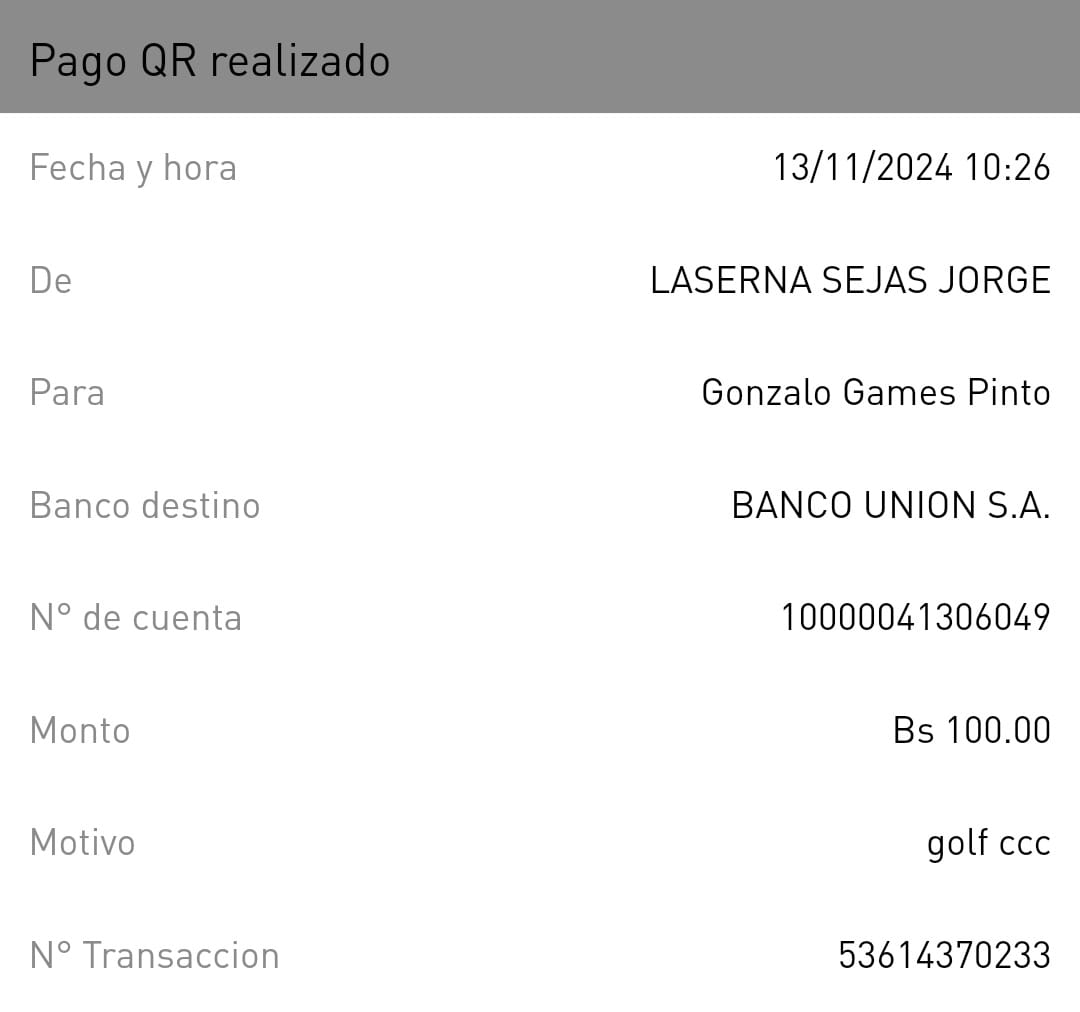 Pago QR realizado
Fecha y hora 13/11/2024 10:26
De LASERNA SEJAS JORGE
Para Gonzalo Games Pinto
Banco destino BANCO UNION S.A.
N° de cuenta 10000041306049
Monto Bs 100.00
Motivo golf ccc
N° Transaccion 53614370233